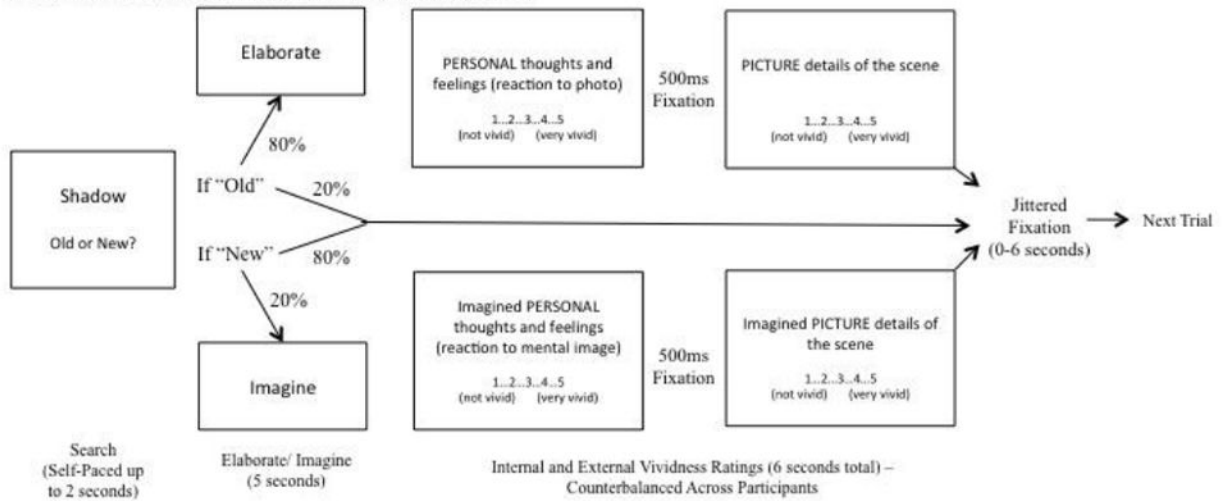 Elaborate
80%
Shadow
Old or New?
If "Old"
20%
If "New"
80%
20%
Imagine
PERSONAL thoughts and
feelings (reaction to photo)
1...2...3...4...5
(not vivid) (very vivid)
500ms
Fixation
PICTURE details of the scene
1...2...3...4...5
(not vivid) (very vivid)
Imagined PERSONAL
thoughts and feelings
(reaction to mental image)
1...2...3...4...5
(not vivid) (very vivid)
500ms
Fixation
Imagined PICTURE details of
the scene
1...2...3...4...5
(not vivid) (very vivid)
Jittered
Fixation
(0-6 seconds)
Next Trial
Search
(Self-Paced up
to 2 seconds)
Elaborate/ Imagine
(5 seconds)
Internal and External Vividness Ratings (6 seconds total) –
Counterbalanced Across Participants